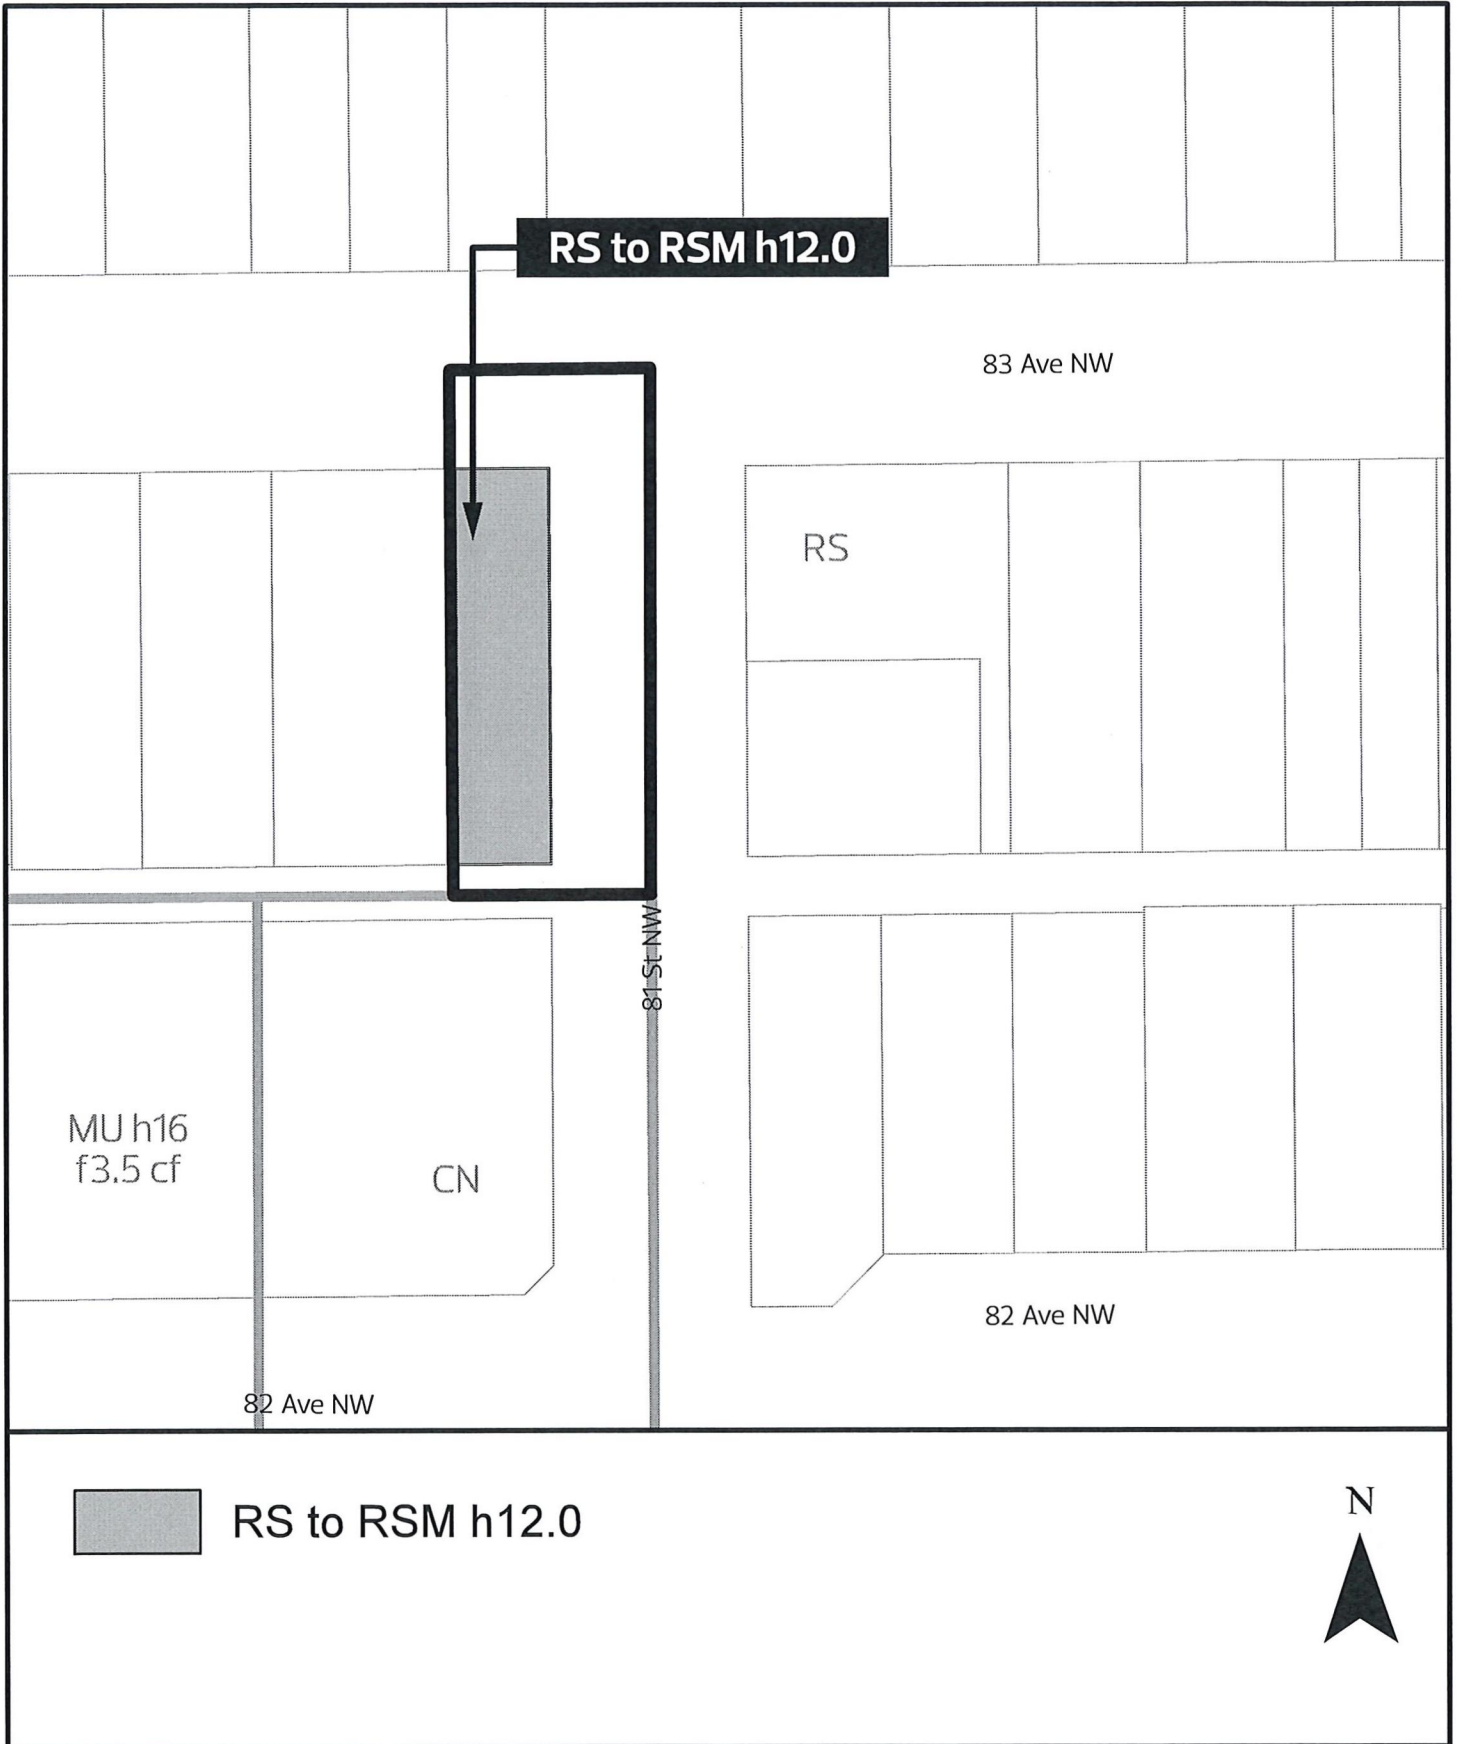 RS to RSM h12.0
83 Ave NW
RS
81 St NW
MU h16
f3.5 cf
CN
82 Ave NW
82 Ave NW
RS to RSM h12.0
N